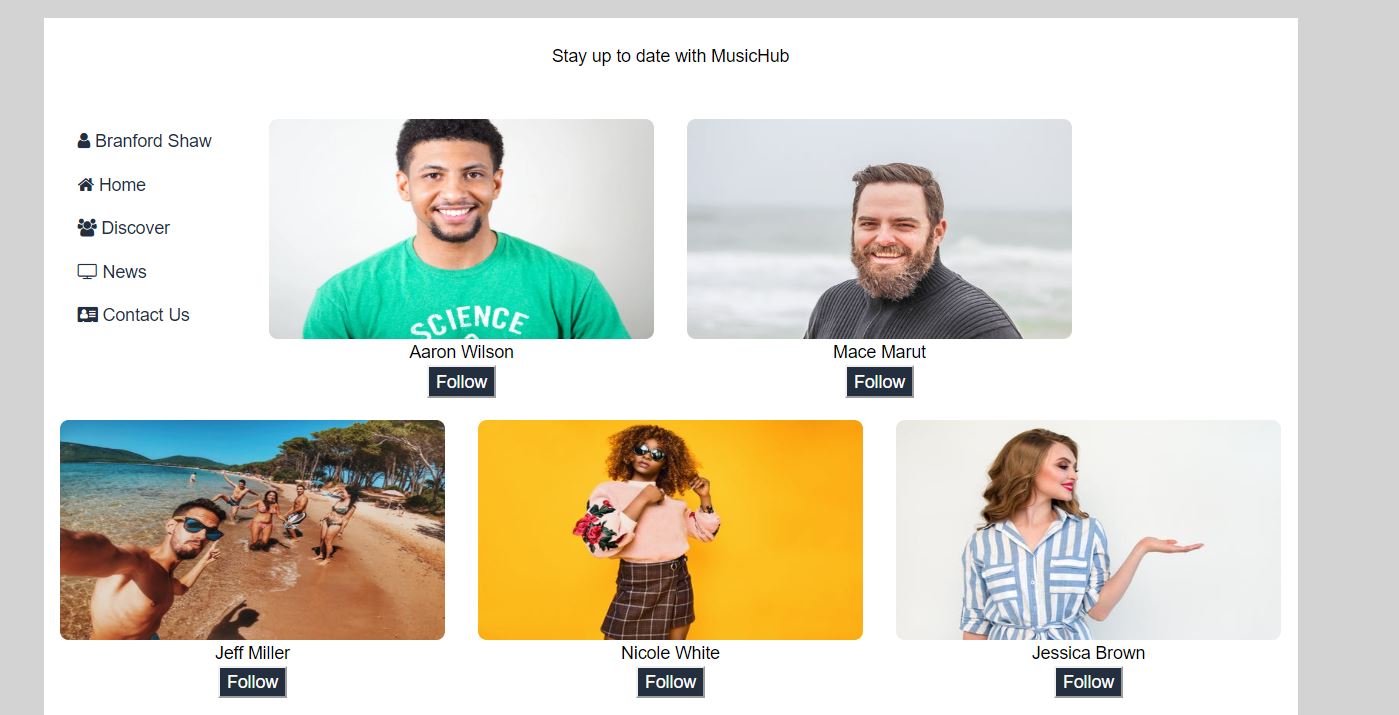 Stay up to date with MusicHub
Branford Shaw
Home
Discover
News
Contact Us
SCIENCE
Aaron Wilson
Follow
Mace Marut
Follow
Jeff Miller
Follow
Nicole White
Follow
Jessica Brown
Follow